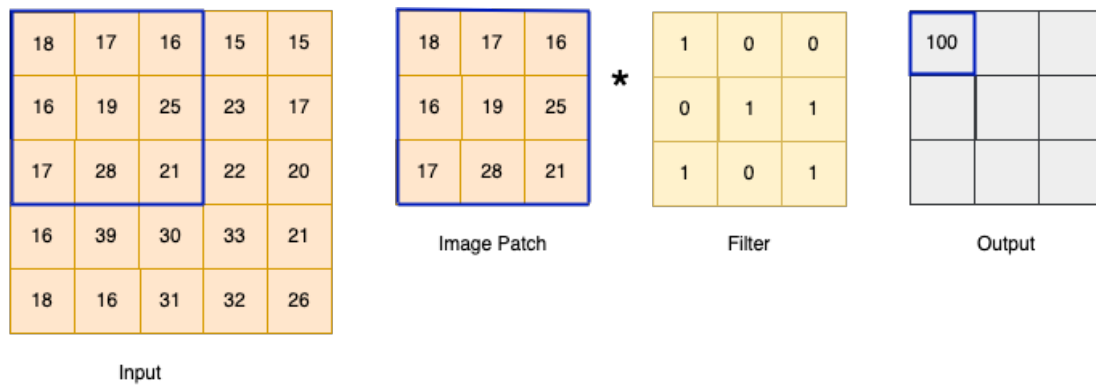 18 17 16 15 15 18 17 16 1 0 0 100
16 19 25 23 17 16 19 25 * 0 1 1
17 28 21 22 20 17 28 21 1 0 1
16 39 30 33 21
Image Patch Filter Output
18 16 31 32 26
Input